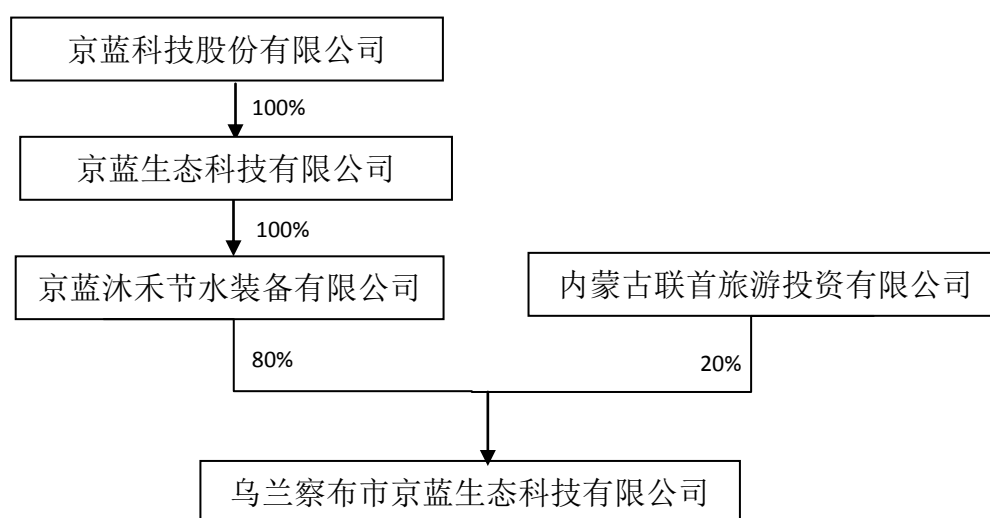 京蓝科技股份有限公司
100%
京蓝生态科技有限公司
100%
京蓝沐禾节水装备有限公司
内蒙古联首旅游投资有限公司
80%
20%
乌兰察布市京蓝生态科技有限公司